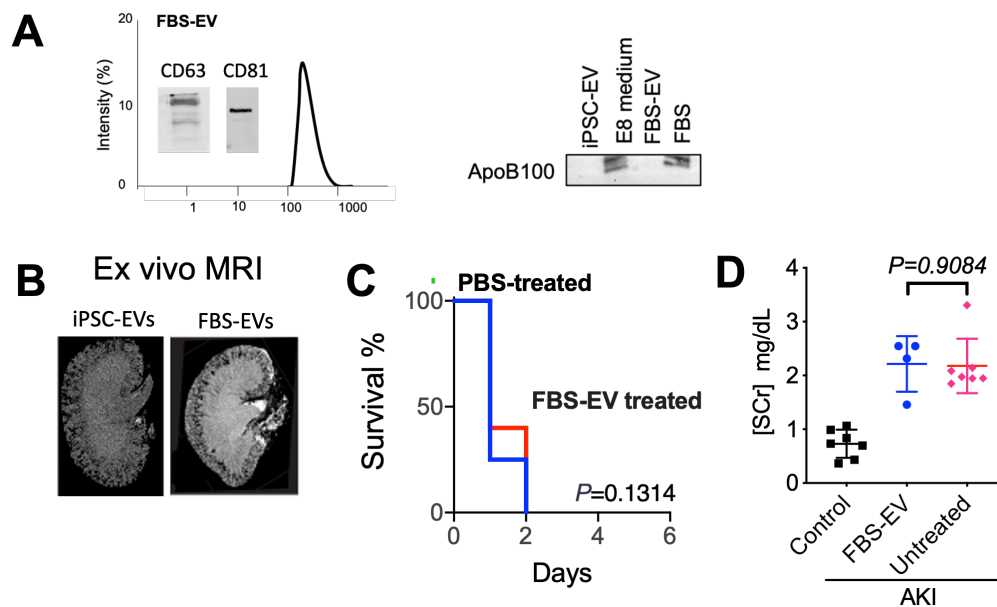 A
FBS-EV
CD63 CD81
Intensity (%)
20
10
0
1 10 100 1000
iPSC-EV
E8 medium
FBS-EV
FBS
ApoB100
B
Ex vivo MRI
iPSC-EVs FBS-EVs
C
PBS-treated
FBS-EV treated
P=0.1314
Survival %
100
50
0
0 2 4 6
Days
D
P=0.9084
[SCr] mg/dL
4
3
2
1
0
Control
FBS-EV
Untreated
AKI